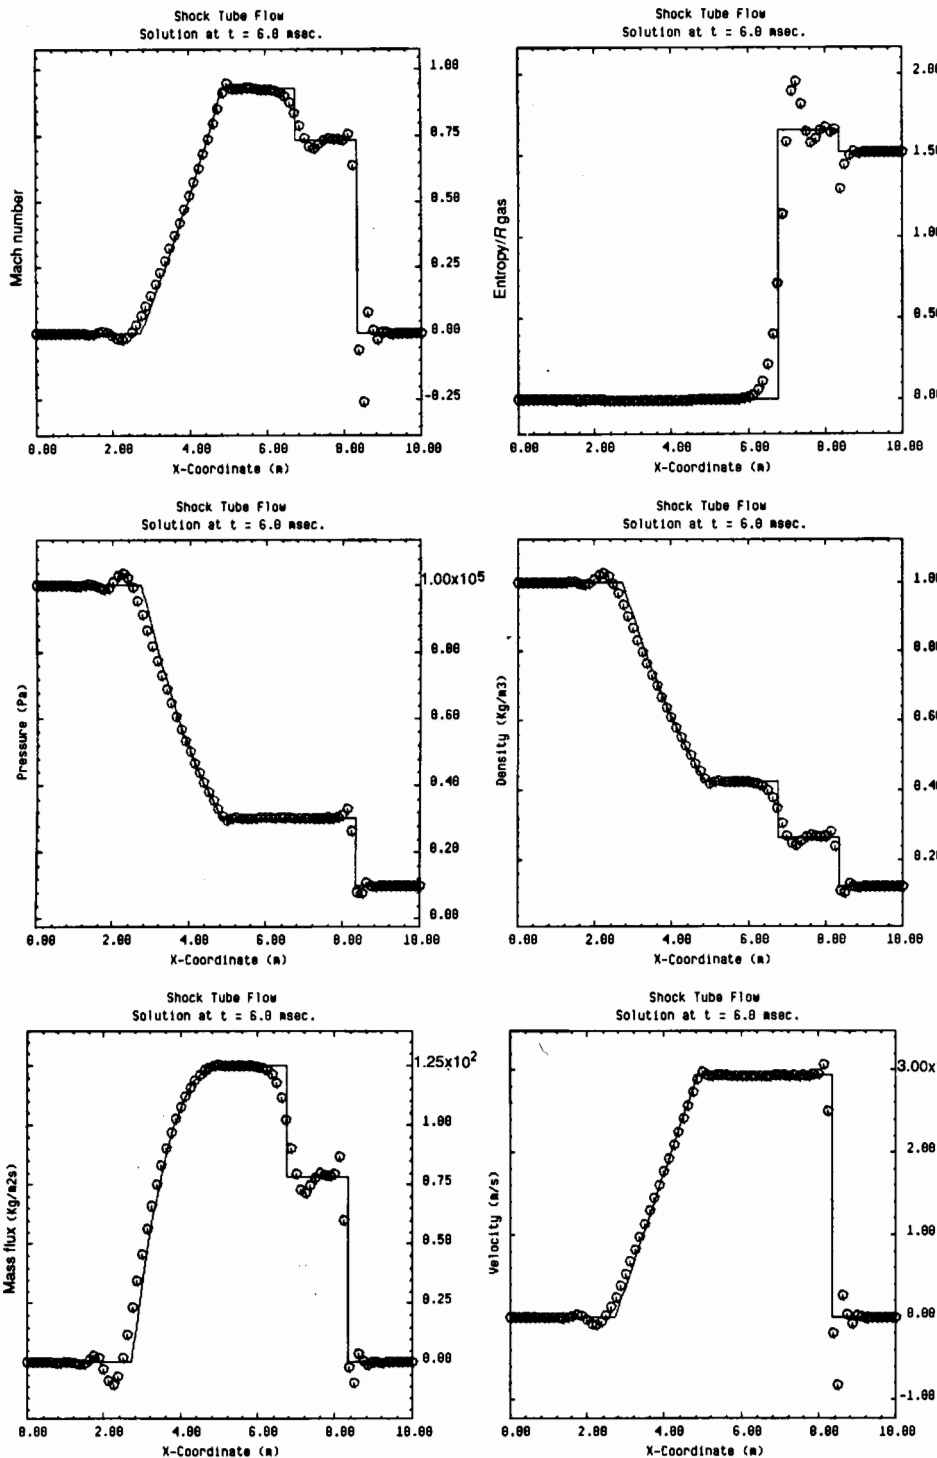 Shock Tube Flow
Solution at t = 6.0 msec.
1.00
0.75
0.50
0.25
0.00
-0.25
Mach number
0.00 2.00 4.00 6.00 8.00 10.00
X-Coordinate (m)
Shock Tube Flow
Solution at t = 6.0 msec.
2.00
1.50
1.00
0.50
0.00
Entropy/R gas
0.00 2.00 4.00 6.00 8.00 10.00
X-Coordinate (m)
Shock Tube Flow
Solution at t = 6.0 msec.
1.00x10⁵
0.80
0.60
0.40
0.20
0.00
Pressure (Pa)
0.00 2.00 4.00 6.00 8.00 10.00
X-Coordinate (m)
Shock Tube Flow
Solution at t = 6.0 msec.
1.00
0.80
0.60
0.40
0.20
Density (Kg/m3)
0.00 2.00 4.00 6.00 8.00 10.00
X-Coordinate (m)
Shock Tube Flow
Solution at t = 6.0 msec.
1.25x10²
1.00
0.75
0.50
0.25
0.00
Mass flux (Kg/m2s)
0.00 2.00 4.00 6.00 8.00 10.00
X-Coordinate (m)
Shock Tube Flow
Solution at t = 6.0 msec.
3.00x
2.00
1.00
0.00
-1.00
Velocity (m/s)
0.00 2.00 4.00 6.00 8.00 10.00
X-Coordinate (m)